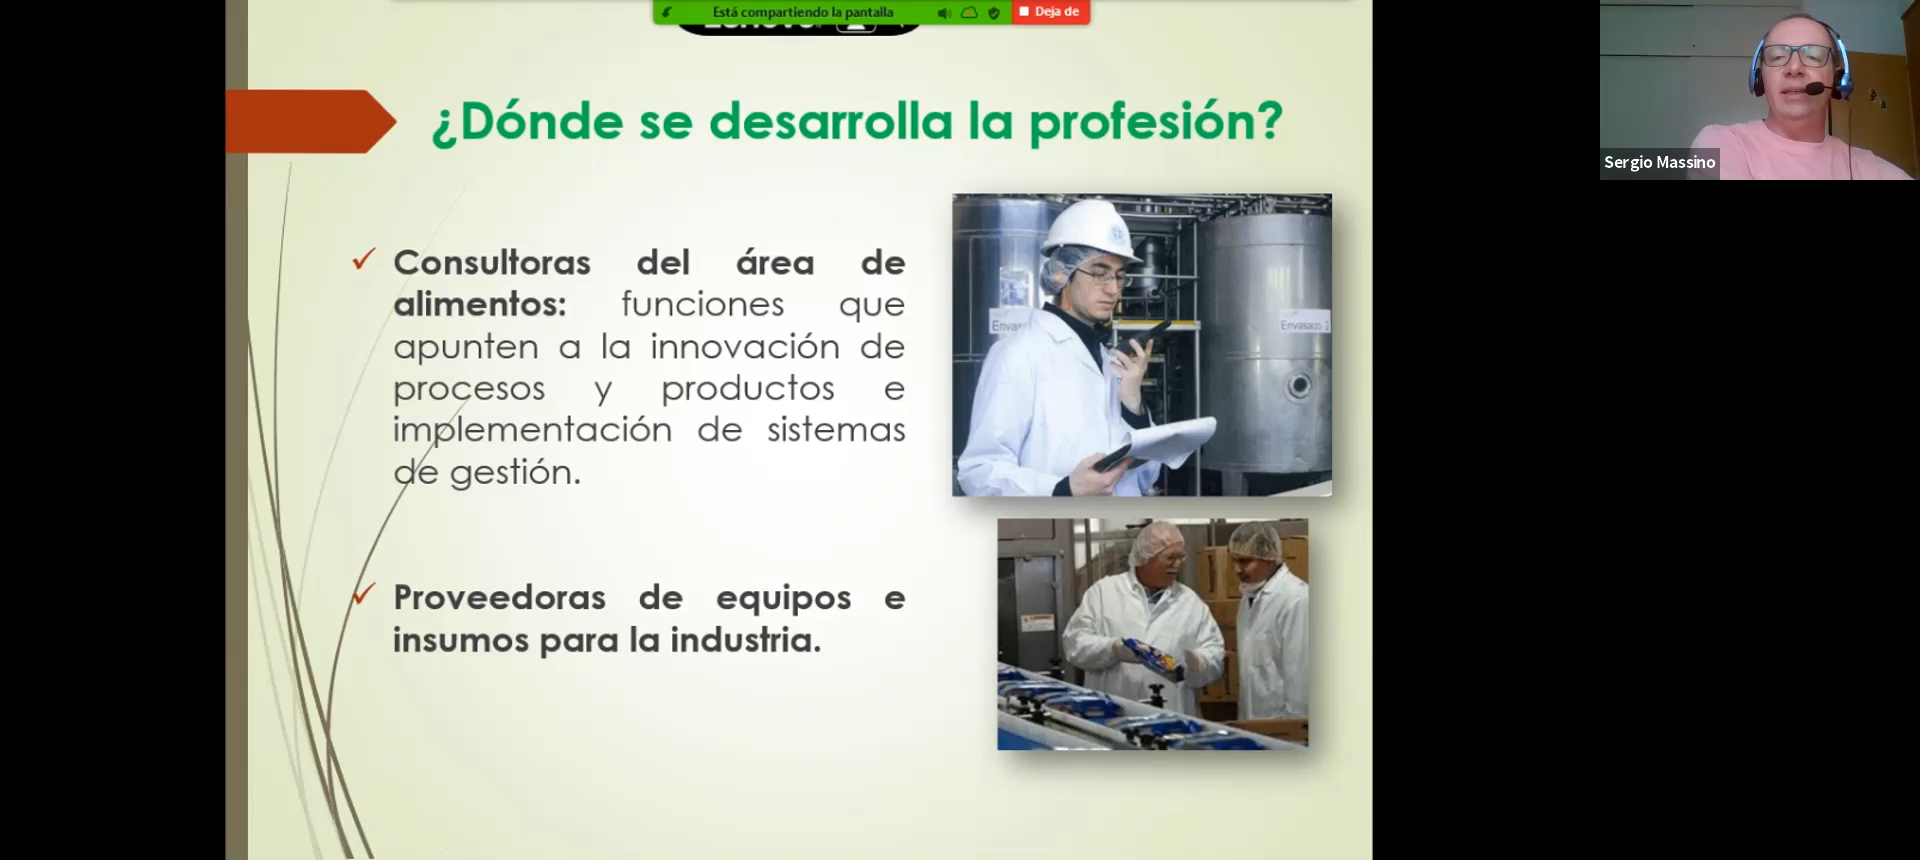 Está compartiendo la pantalla
Deja de
¿Dónde se desarrolla la profesión?
Sergio Massino
✓ Consultoras del área de
alimentos: funciones que
apunten a la innovación de
procesos y productos e
implementación de sistemas
de gestión.
Envasado 2
✓ Proveedoras de equipos e
insumos para la industria.